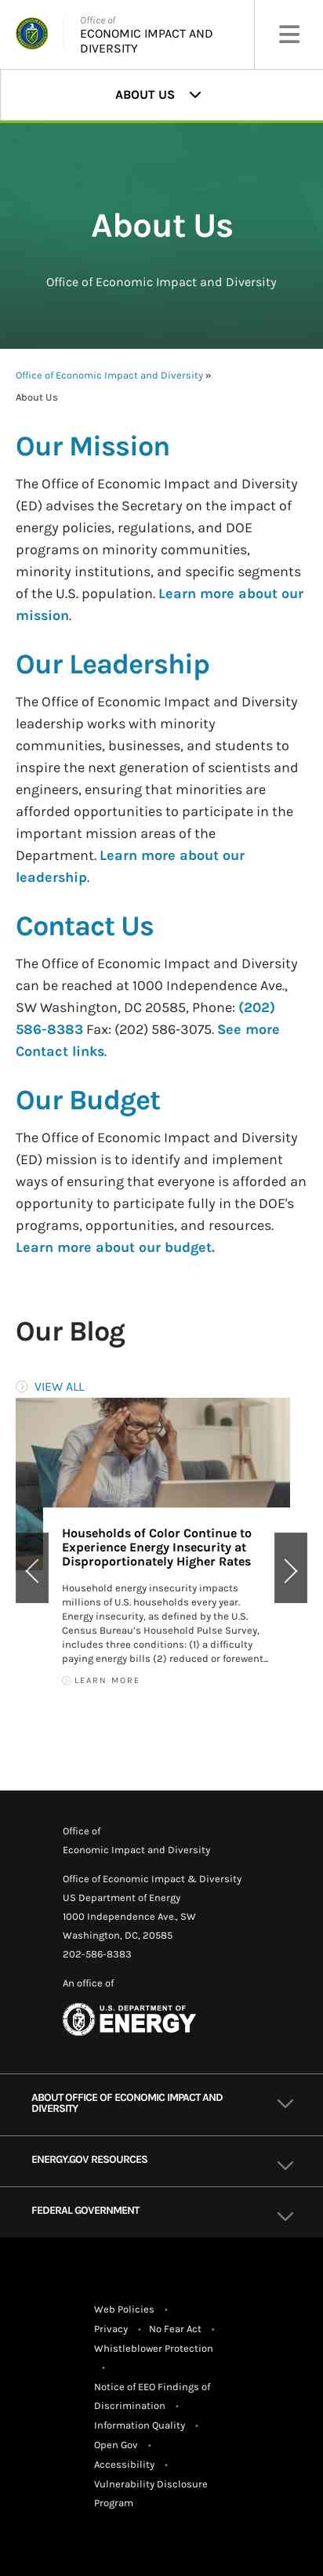 Office of
ECONOMIC IMPACT AND
DIVERSITY
ABOUT US
About Us
Office of Economic Impact and Diversity
Office of Economic Impact and Diversity »
About Us
Our Mission
The Office of Economic Impact and Diversity
(ED) advises the Secretary on the impact of
energy policies, regulations, and DOE
programs on minority communities,
minority institutions, and specific segments
of the U.S. population. Learn more about our
mission.
Our Leadership
The Office of Economic Impact and Diversity
leadership works with minority
communities, businesses, and students to
inspire the next generation of scientists and
engineers, ensuring that minorities are
afforded opportunities to participate in the
important mission areas of the
Department. Learn more about our
leadership.
Contact Us
The Office of Economic Impact and Diversity
can be reached at 1000 Independence Ave.,
SW Washington, DC 20585, Phone: (202)
586-8383 Fax: (202) 586-3075. See more
Contact links.
Our Budget
The Office of Economic Impact and Diversity
(ED) mission is to identify and implement
ways of ensuring that everyone is afforded an
opportunity to participate fully in the DOE's
programs, opportunities, and resources.
Learn more about our budget.
Our Blog
VIEW ALL
Households of Color Continue to
Experience Energy Insecurity at
Disproportionately Higher Rates
Household energy insecurity impacts
millions of U.S. households every year.
Energy insecurity, as defined by the U.S.
Census Bureau's Household Pulse Survey,
includes three conditions: (1) a difficulty
paying energy bills (2) reduced or forewent...
LEARN MORE
Office of
Economic Impact and Diversity
Office of Economic Impact & Diversity
US Department of Energy
1000 Independence Ave., SW
Washington, DC, 20585
202-586-8383
An office of
U.S. DEPARTMENT OF
ENERGY
ABOUT OFFICE OF ECONOMIC IMPACT AND
DIVERSITY
ENERGY.GOV RESOURCES
FEDERAL GOVERNMENT
Web Policies •
Privacy • No Fear Act •
Whistleblower Protection
•
Notice of EEO Findings of
Discrimination •
Information Quality •
Open Gov •
Accessibility •
Vulnerability Disclosure
Program